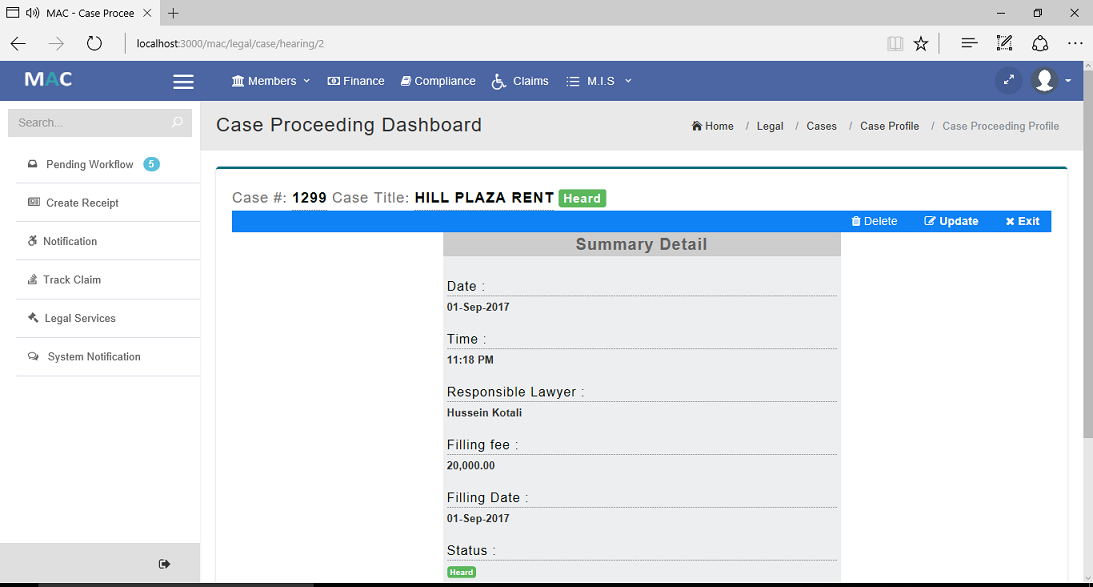 MAC - Case Procee
localhost:3000/mac/legal/case/hearing/2
MAC
Members
Finance
Compliance
Claims
M.I.S
Search...
Case Proceeding Dashboard
Home / Legal / Cases / Case Profile / Case Proceeding Profile
Pending Workflow 5
Create Receipt
Notification
Track Claim
Legal Services
System Notification
Case #: 1299 Case Title: HILL PLAZA RENT Heard
Delete Update Exit
Summary Detail
Date :
01-Sep-2017
Time :
11:18 PM
Responsible Lawyer :
Hussein Kotali
Filling fee :
20,000.00
Filling Date :
01-Sep-2017
Status :
Heard